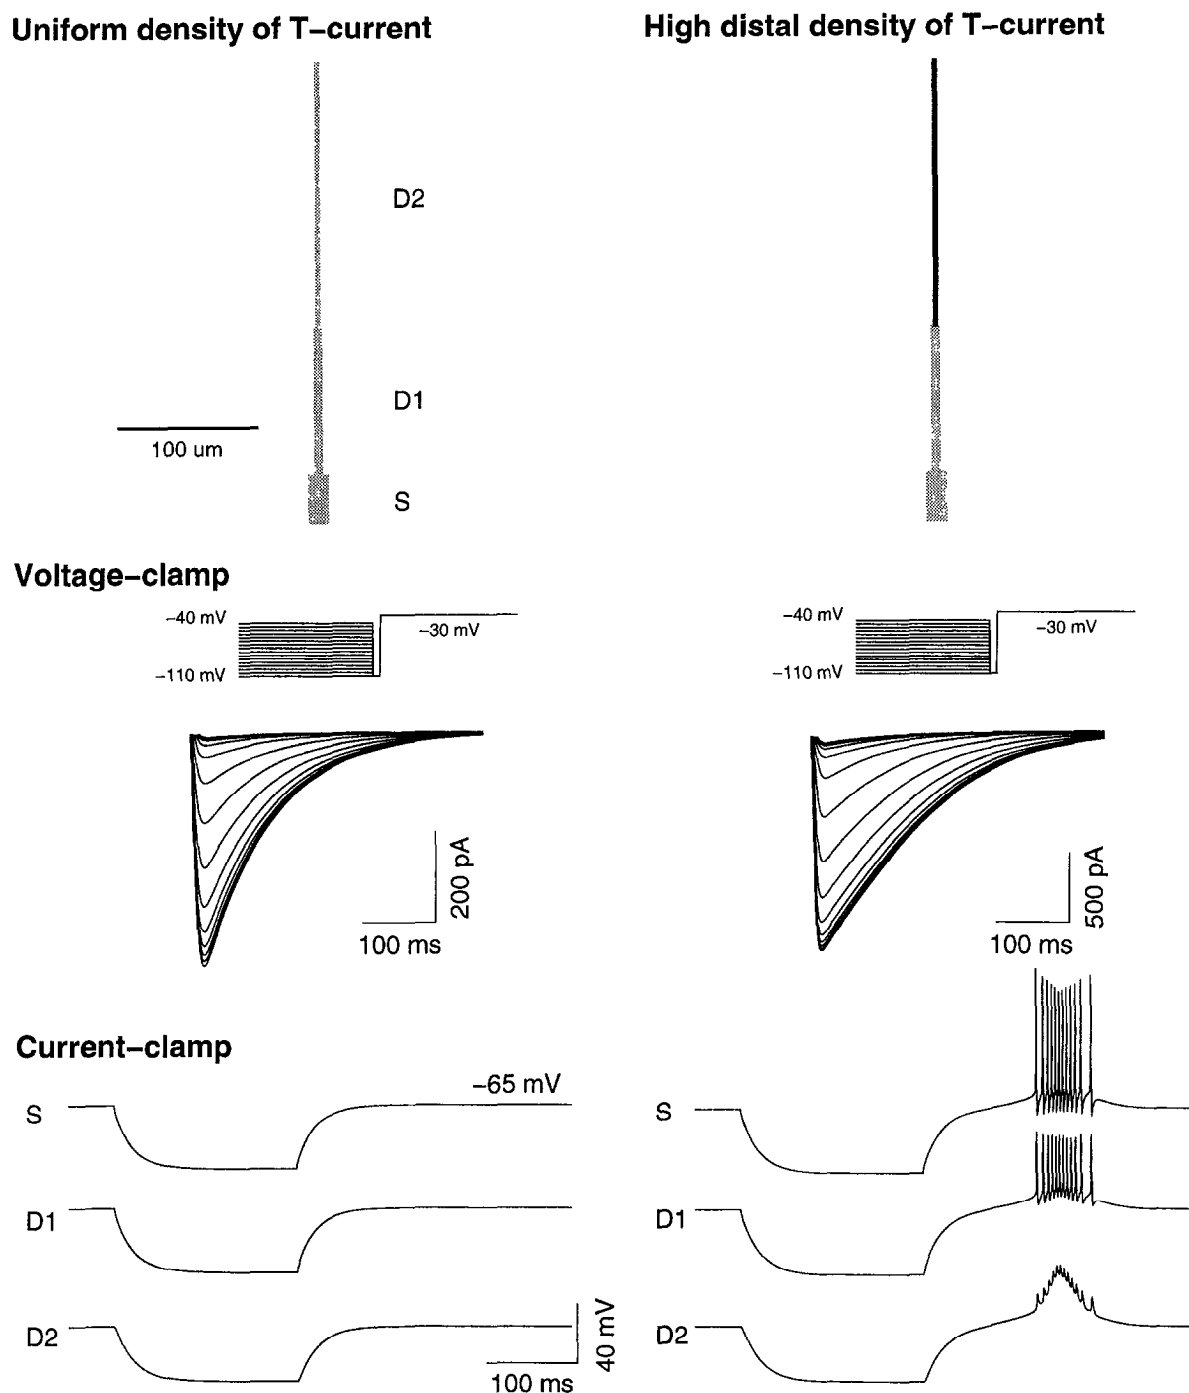 Uniform density of T–current
High distal density of T–current
D2
D1
100 um
S
Voltage–clamp
–40 mV
–30 mV
–110 mV
–40 mV
–30 mV
–110 mV
200 pA
100 ms
500 pA
100 ms
Current–clamp
–65 mV
S
S
D1
D1
D2
D2
40 mV
100 ms